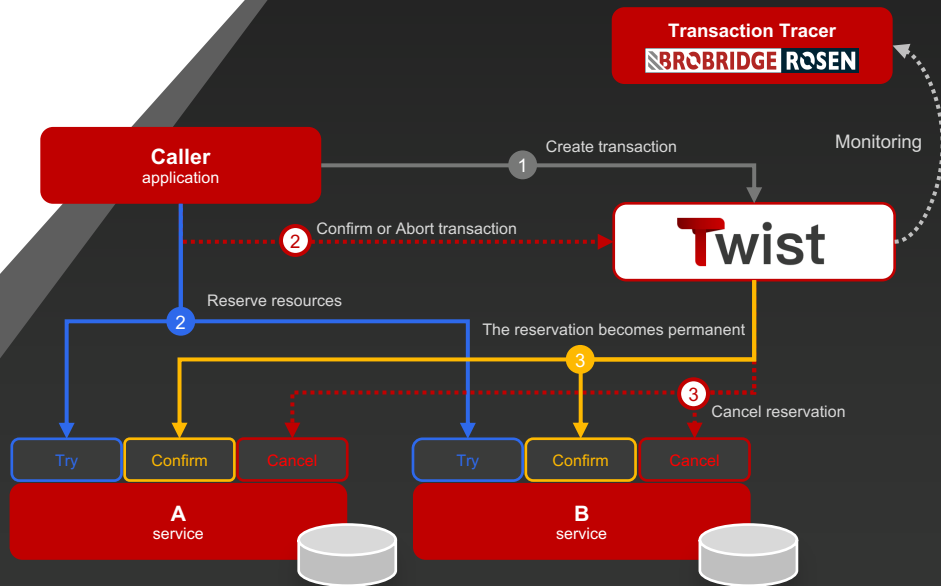 Transaction Tracer
BROBRIDGE ROSEN
Monitoring
Caller
application
1
Create transaction
2
Confirm or Abort transaction
Twist
Reserve resources
2
The reservation becomes permanent
3
3
Cancel reservation
Try
Confirm
Cancel
Try
Confirm
Cancel
A
service
B
service